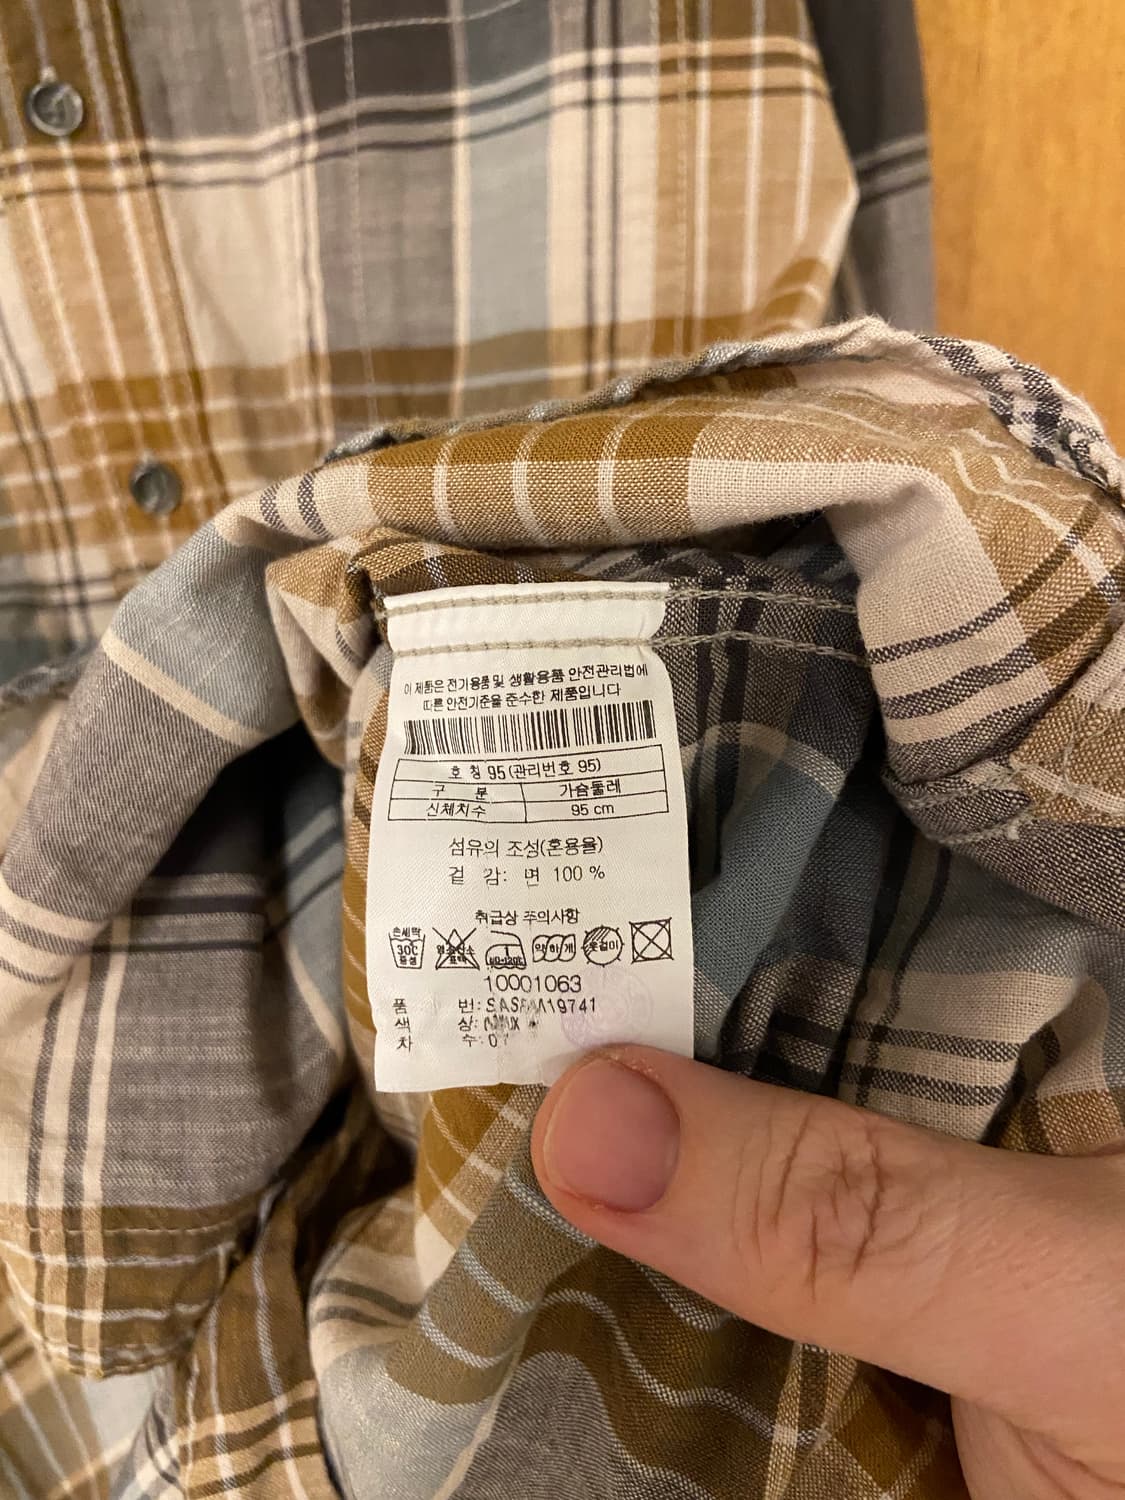 이 제품은 전기용품 및 생활용품 안전관리법에
따른 안전기준을 준수한 제품입니다
호 칭 95 (관리번호 95)
구 분 가슴둘레
신체치수 95 cm
섬유의 조성(혼용율)
겉 감: 면 100 %
취급상 주의사항
손세탁 약하게 옷걸이
30℃
중성
10001063
품 번:
색 상:
차 수: